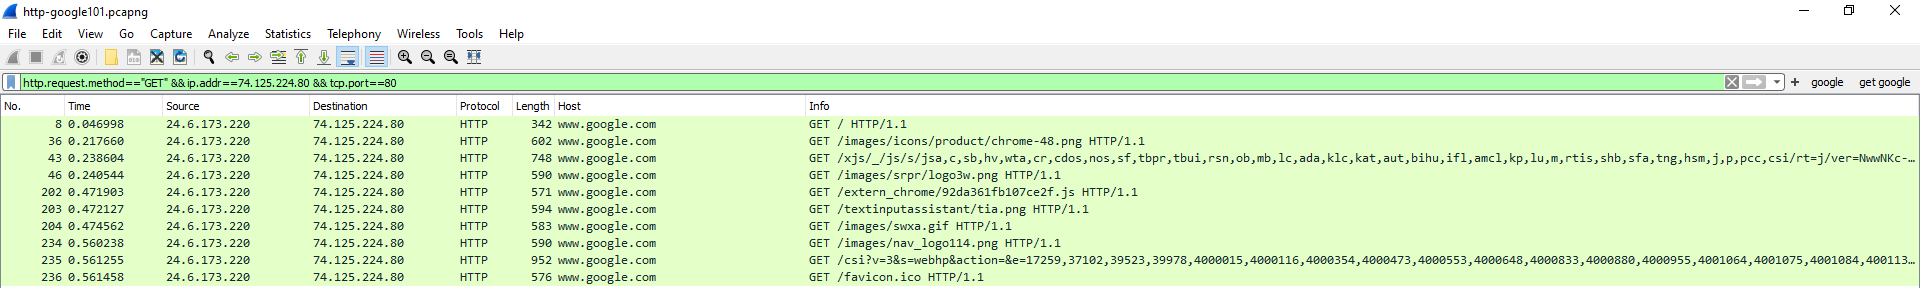 http-google101.pcapng
File Edit View Go Capture Analyze Statistics Telephony Wireless Tools Help
http.request.method=="GET" && ip.addr==74.125.224.80 && tcp.port==80 google get google
No. Time Source Destination Protocol Length Host Info
8 0.046998 24.6.173.220 74.125.224.80 HTTP 342 www.google.com GET / HTTP/1.1
36 0.217660 24.6.173.220 74.125.224.80 HTTP 602 www.google.com GET /images/icons/product/chrome-48.png HTTP/1.1
43 0.238604 24.6.173.220 74.125.224.80 HTTP 748 www.google.com GET /xjs/_/js/s/jsa,c,sb,hv,wta,cr,cdos,nos,sf,tbpr,tbui,rsn,ob,mb,lc,ada,klc,kat,aut,bihu,ifl,amcl,kp,lu,m,rtis,shb,sfa,tng,hsm,j,p,pcc,csi/rt=j/ver=NwwNKc-…
46 0.240544 24.6.173.220 74.125.224.80 HTTP 590 www.google.com GET /images/srpr/logo3w.png HTTP/1.1
202 0.471903 24.6.173.220 74.125.224.80 HTTP 571 www.google.com GET /extern_chrome/92da361fb107ce2f.js HTTP/1.1
203 0.472127 24.6.173.220 74.125.224.80 HTTP 594 www.google.com GET /textinputassistant/tia.png HTTP/1.1
204 0.474562 24.6.173.220 74.125.224.80 HTTP 583 www.google.com GET /images/swxa.gif HTTP/1.1
234 0.560238 24.6.173.220 74.125.224.80 HTTP 590 www.google.com GET /images/nav_logo114.png HTTP/1.1
235 0.561255 24.6.173.220 74.125.224.80 HTTP 952 www.google.com GET /csi?v=3&s=webhp&action=&e=17259,37102,39523,39978,4000015,4000116,4000354,4000473,4000553,4000648,4000833,4000880,4000955,4001064,4001075,4001084,400113…
236 0.561458 24.6.173.220 74.125.224.80 HTTP 576 www.google.com GET /favicon.ico HTTP/1.1